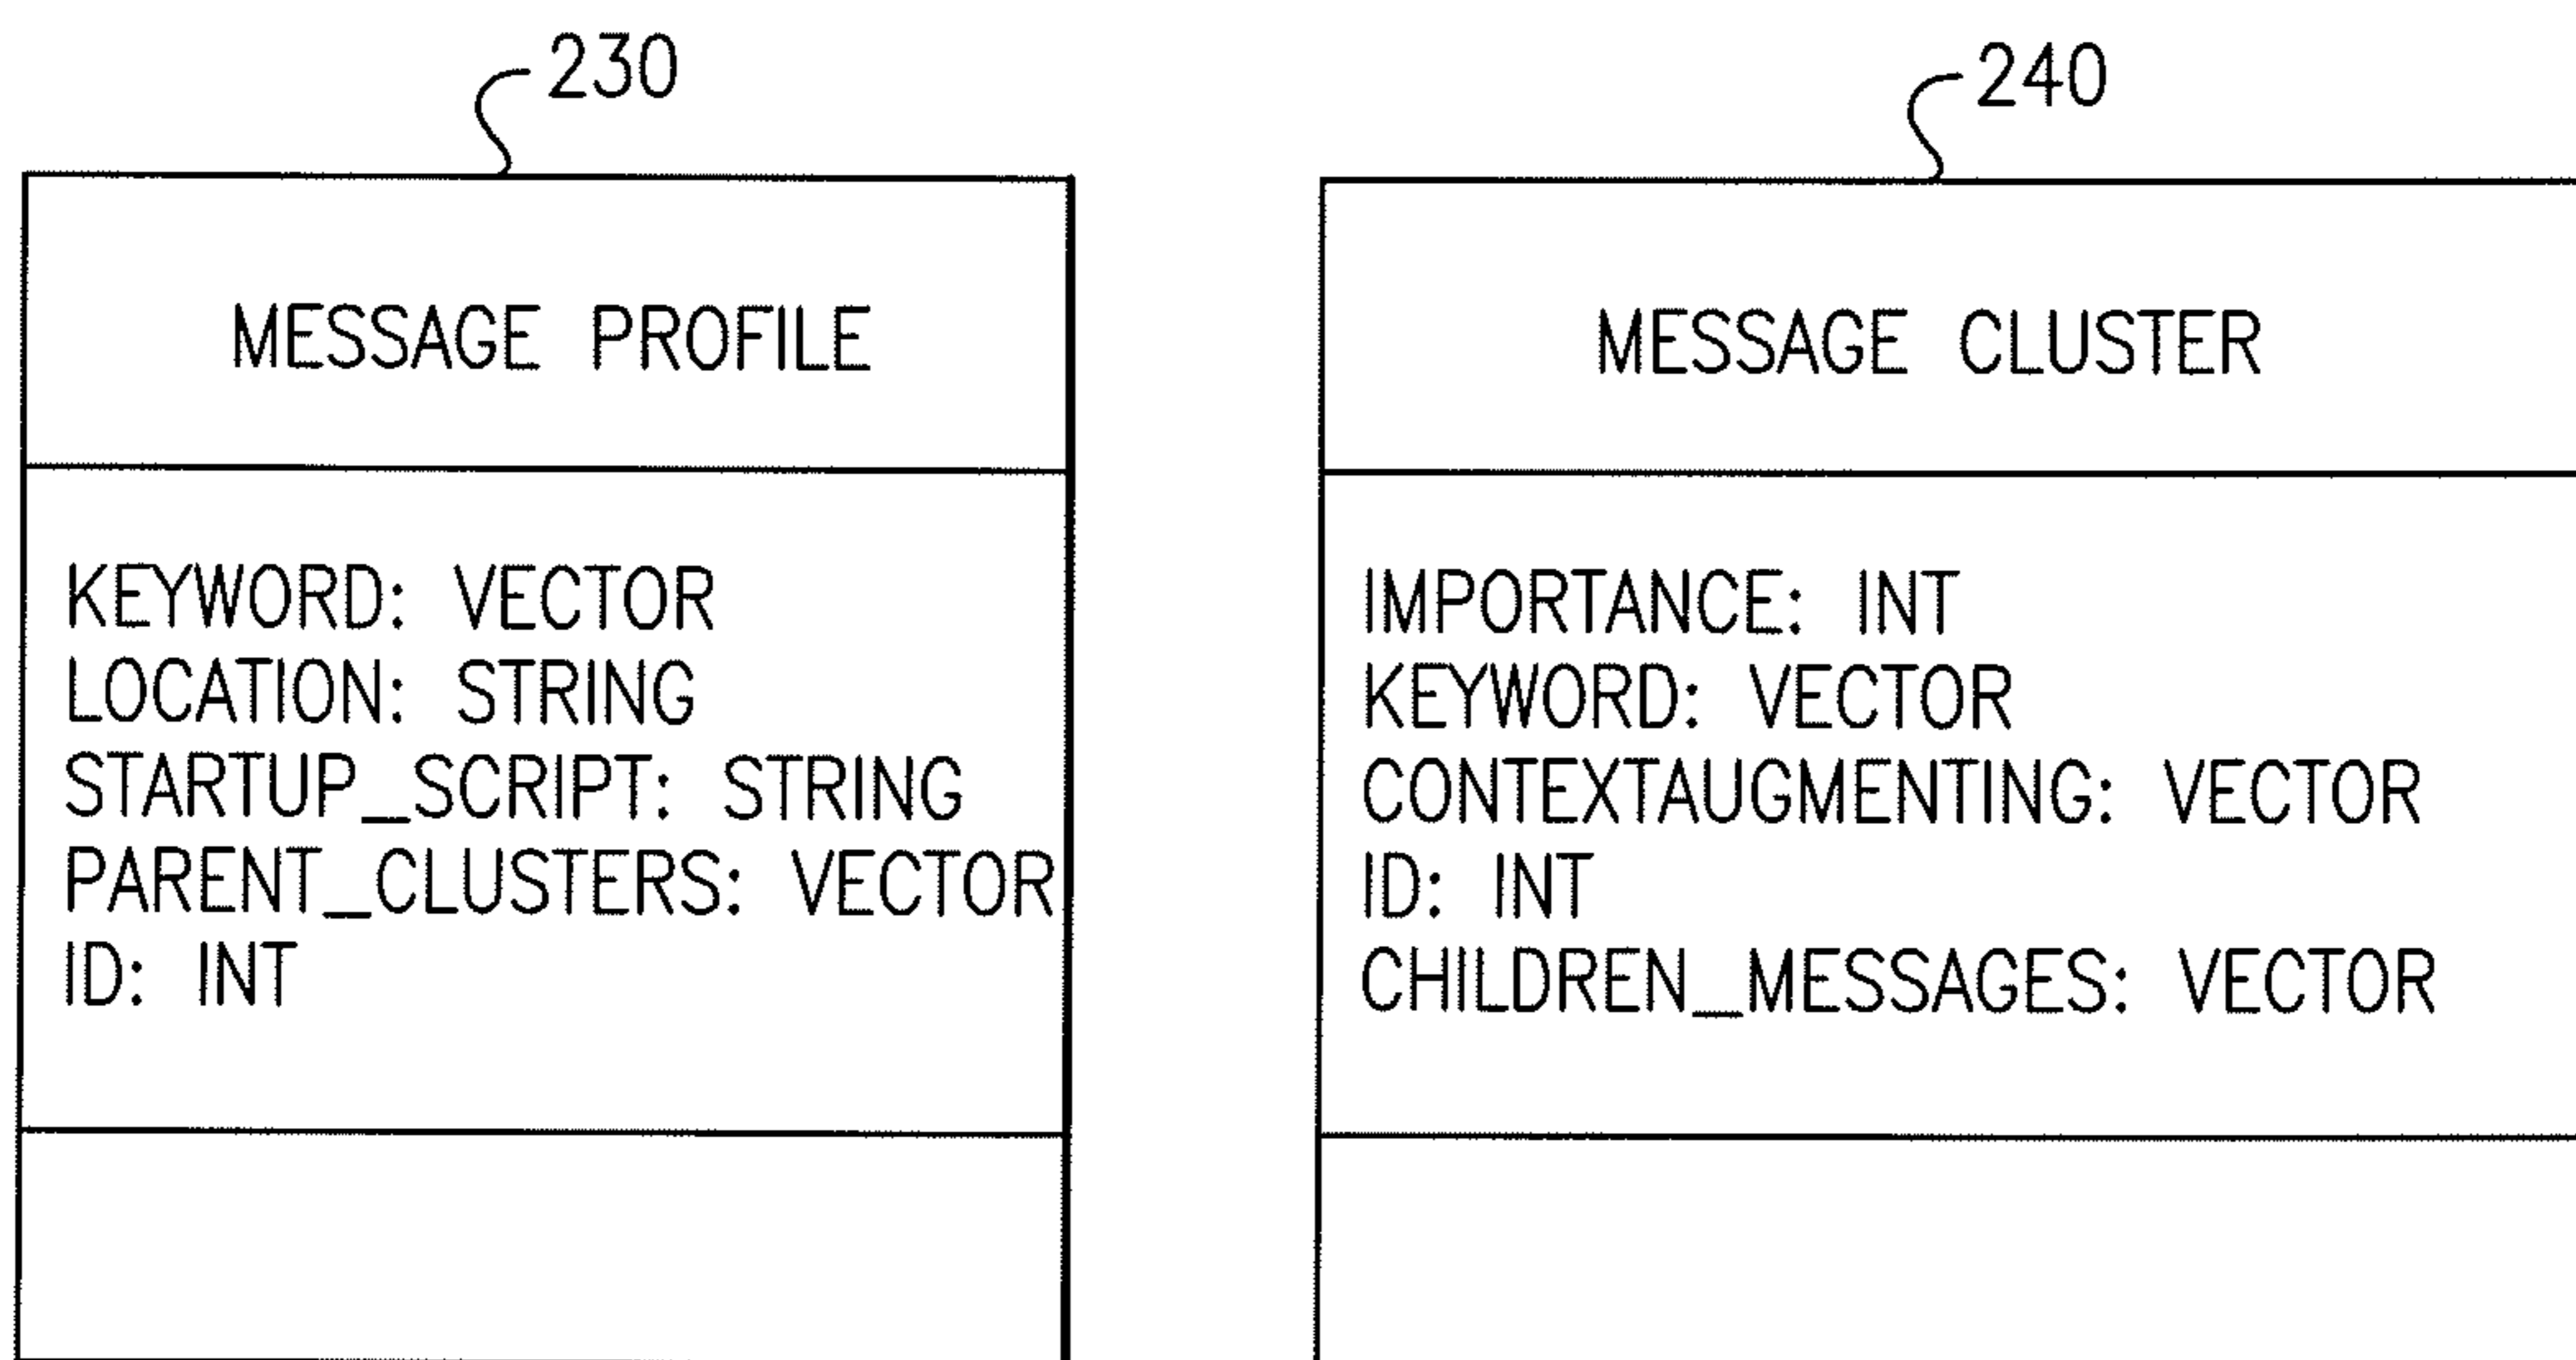 230
MESSAGE PROFILE
KEYWORD: VECTOR
LOCATION: STRING
STARTUP_SCRIPT: STRING
PARENT_CLUSTERS: VECTOR
ID: INT
240
MESSAGE CLUSTER
IMPORTANCE: INT
KEYWORD: VECTOR
CONTEXTAUGMENTING: VECTOR
ID: INT
CHILDREN_MESSAGES: VECTOR